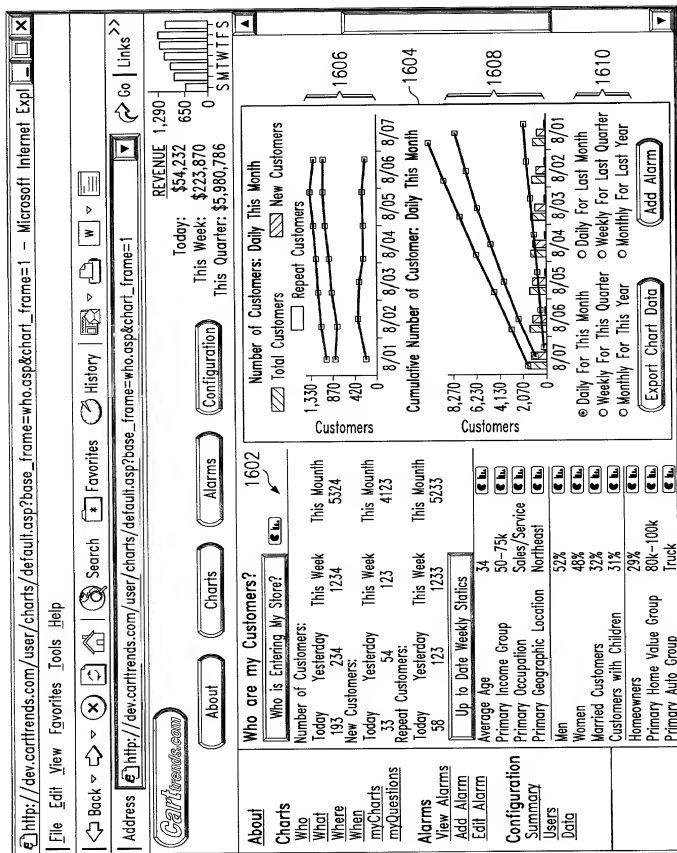 http://dev.carttrends.com/user/charts/default.asp?base_frame=who.asp&chart_frame=1 – Microsoft Internet Expl
File Edit View Favorites Tools Help
Back Search Favorites History
Address http://dev.carttrends.com/user/charts/default.asp?base_frame=who.asp&chart_frame=1 Go Links >>
Carttrends.com
REVENUE
Today: $54,232
This Week: $223,870
This Quarter: $5,980,786
1,290
650
0
S M T W T F S
About Charts Alarms Configuration
About
Charts
Who
What
Where
When
myCharts
myQuestions
Alarms
View Alarms
Add Alarm
Edit Alarm
Configuration
Summary
Users
Data
Who are my Customers?
1602
Who is Entering My Store?
Number of Customers:
Today Yesterday This Week This Mounth
193 234 1234 5324
New Customers:
Today Yesterday This Week This Mounth
33 54 123 4123
Repeat Customers:
Today Yesterday This Week This Mounth
58 123 1233 5233
Up to Date Weekly Statics
Average Age 34
Primary Income Group 50–75k
Primary Occupation Sales/Service
Primary Geographic Location Northeast
Men 52%
Women 48%
Married Customers 32%
Customers with Children 31%
Homeowners 29%
Primary Home Value Group 80k–100k
Primary Auto Group Truck
Number of Customers: Daily This Month
Total Customers New Customers
Repeat Customers
1,330
870
420
0
Customers
8/01 8/02 8/03 8/04 8/05 8/06 8/07
1606
1604
Cumulative Number of Customer: Daily This Month
8,270
6,230
4,130
2,070
0
Customers
8/07 8/06 8/05 8/04 8/03 8/02 8/01
1608
Daily For This Month Daily For Last Month
Weekly For This Quarter Weekly For Last Quarter
Monthly For This Year Monthly For Last Year
1610
Export Chart Data Add Alarm